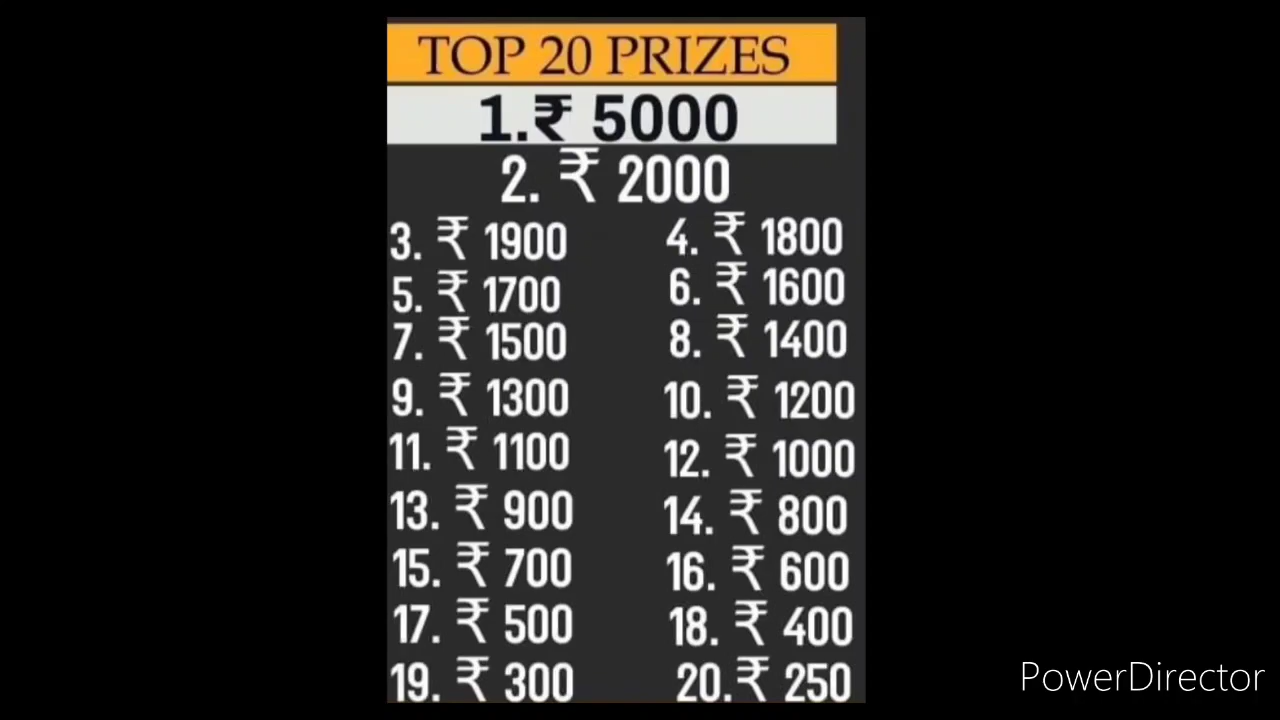 TOP 20 PRIZES
1.₹ 5000
2. ₹ 2000
3. ₹ 1900 4. ₹ 1800
5. ₹ 1700 6. ₹ 1600
7. ₹ 1500 8. ₹ 1400
9. ₹ 1300 10. ₹ 1200
11. ₹ 1100 12. ₹ 1000
13. ₹ 900 14. ₹ 800
15. ₹ 700 16. ₹ 600
17. ₹ 500 18. ₹ 400
19. ₹ 300 20.₹ 250
PowerDirector